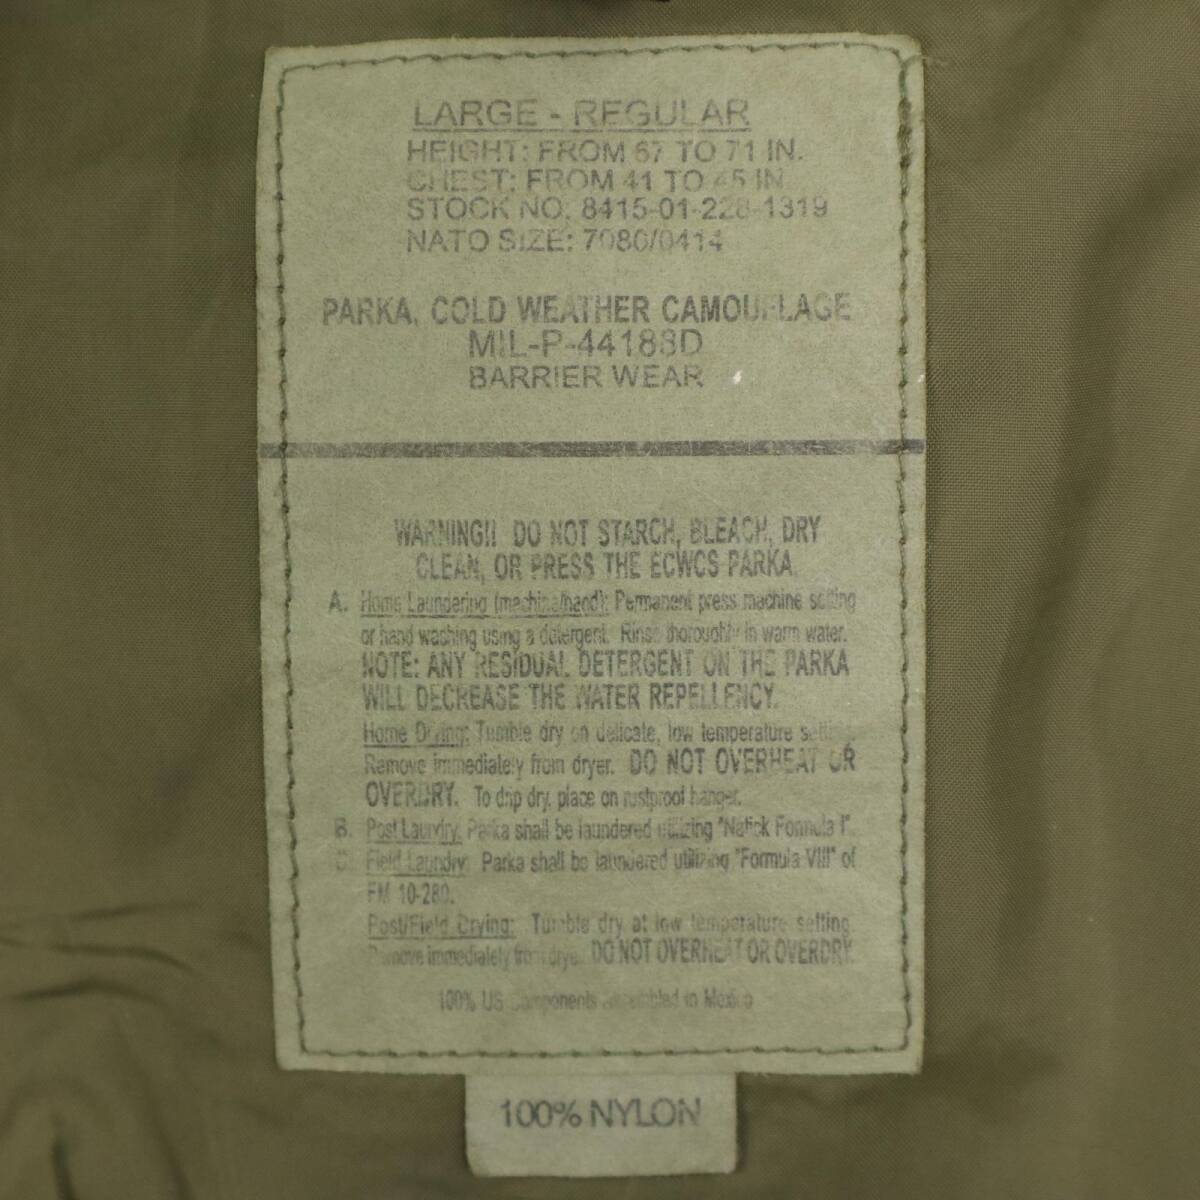 LARGE - REGULAR
HEIGHT: FROM 67 TO 71 IN.
CHEST: FROM 41 TO 45 IN
STOCK NO. 8415-01-228-1319
NATO SIZE: 7080/0414
PARKA, COLD WEATHER CAMOUFLAGE
MIL-P-44188D
BARRIER WEAR
WARNING!! DO NOT STARCH, BLEACH, DRY
CLEAN, OR PRESS THE ECWCS PARKA.
A. Home Laundering (machine/hand): Permanent press machine setting
or hand washing using a detergent. Rinse thoroughly in warm water.
NOTE: ANY RESIDUAL DETERGENT ON THE PARKA
WILL DECREASE THE WATER REPELLENCY.
Home Drying: Tumble dry on delicate, low temperature setting.
Remove immediately from dryer. DO NOT OVERHEAT OR
OVERDRY. To drip dry, place on rustproof hanger.
B. Post Laundry: Parka shall be laundered utilizing "Natick Formula I".
C. Field Laundry: Parka shall be laundered utilizing "Formula VIII" of
FM 10-280.
Post/Field Drying: Tumble dry at low temperature setting
Remove immediately from dryer DO NOT OVERHEAT OR OVERDRY.
100% US Components Assembled in Mexico
100% NYLON